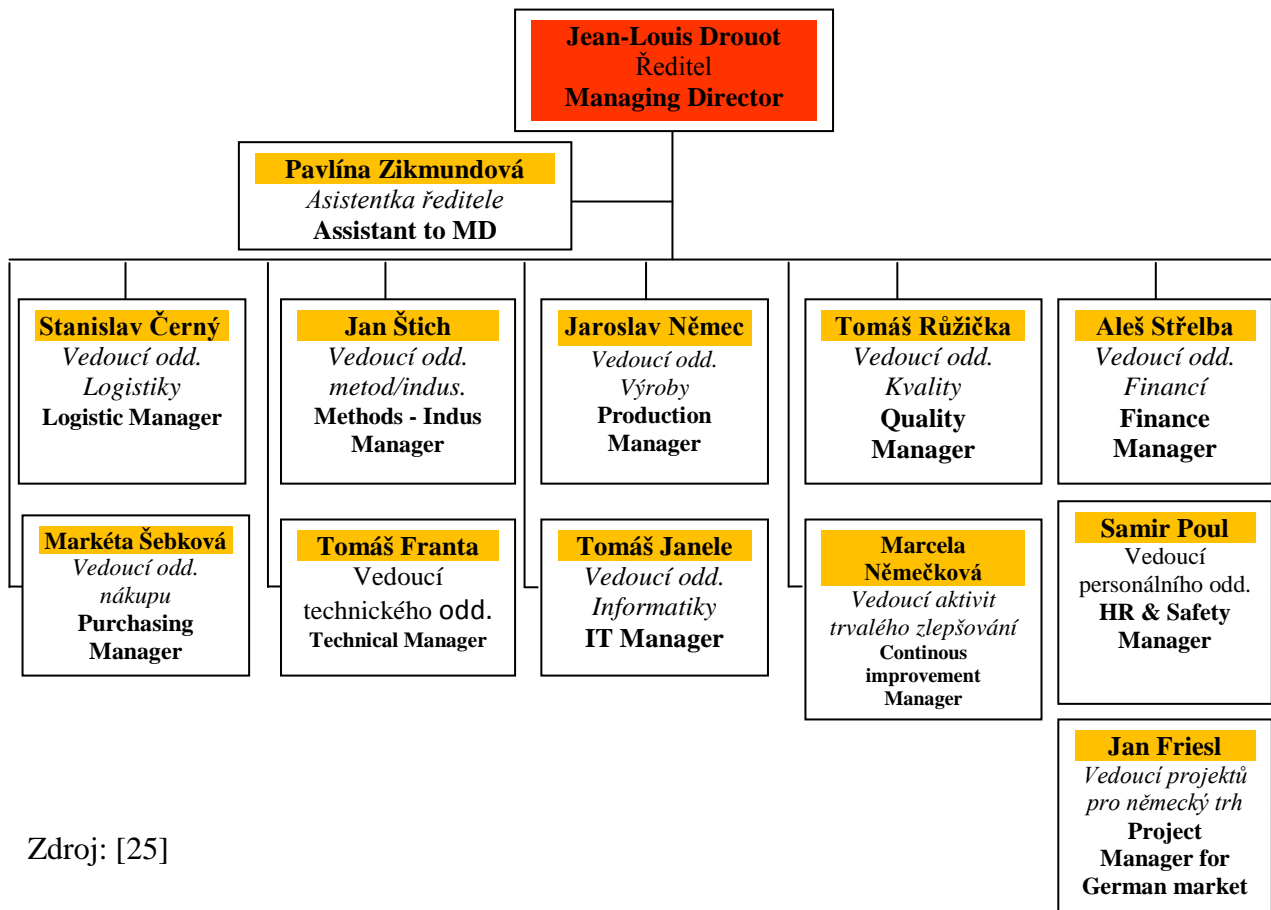 Jean-Louis Drouot
Ředitel
Managing Director
Pavlína Zikmundová
Asistentka ředitele
Assistant to MD
Stanislav Černý
Vedoucí odd.
Logistiky
Logistic Manager
Jan Štich
Vedoucí odd.
metod/indus.
Methods - Indus
Manager
Jaroslav Němec
Vedoucí odd.
Výroby
Production
Manager
Tomáš Růžička
Vedoucí odd.
Kvality
Quality
Manager
Aleš Střelba
Vedoucí odd.
Financí
Finance
Manager
Markéta Šebková
Vedoucí odd.
nákupu
Purchasing
Manager
Tomáš Franta
Vedoucí
technického odd.
Technical Manager
Tomáš Janele
Vedoucí odd.
Informatiky
IT Manager
Marcela
Němečková
Vedoucí aktivit
trvalého zlepšování
Continous
improvement
Manager
Samir Poul
Vedoucí
personálního odd.
HR & Safety
Manager
Jan Friesl
Vedoucí projektů
pro německý trh
Project
Manager for
German market
Zdroj: [25]